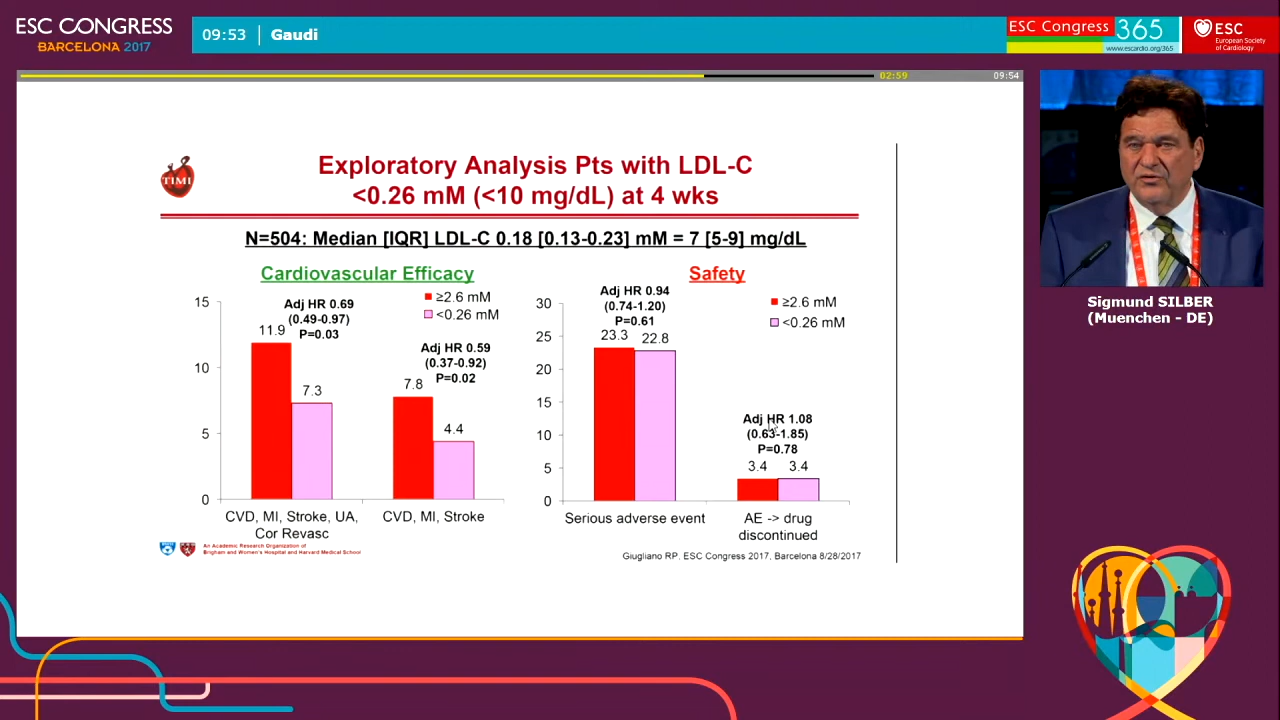 ESC CONGRESS
BARCELONA 2017
09:53
Gaudi
ESC Congress
365
www.escardio.org/365
ESC
European Society
of Cardiology
02:59
09:54
TIMI
Exploratory Analysis Pts with LDL-C
<0.26 mM (<10 mg/dL) at 4 wks
N=504: Median [IQR] LDL-C 0.18 [0.13-0.23] mM = 7 [5-9] mg/dL
Cardiovascular Efficacy
15
10
5
0
≥2.6 mM
<0.26 mM
Adj HR 0.69
(0.49-0.97)
P=0.03
11.9
7.3
Adj HR 0.59
(0.37-0.92)
P=0.02
7.8
4.4
CVD, MI, Stroke, UA,
Cor Revasc
CVD, MI, Stroke
Safety
30
25
20
15
10
5
0
≥2.6 mM
<0.26 mM
Adj HR 0.94
(0.74-1.20)
P=0.61
23.3
22.8
Adj HR 1.08
(0.63-1.85)
P=0.78
3.4
3.4
Serious adverse event
AE -> drug
discontinued
An Academic Research Organization of
Brigham and Women's Hospital and Harvard Medical School
Giugliano RP. ESC Congress 2017, Barcelona 8/28/2017
Sigmund SILBER
(Muenchen - DE)